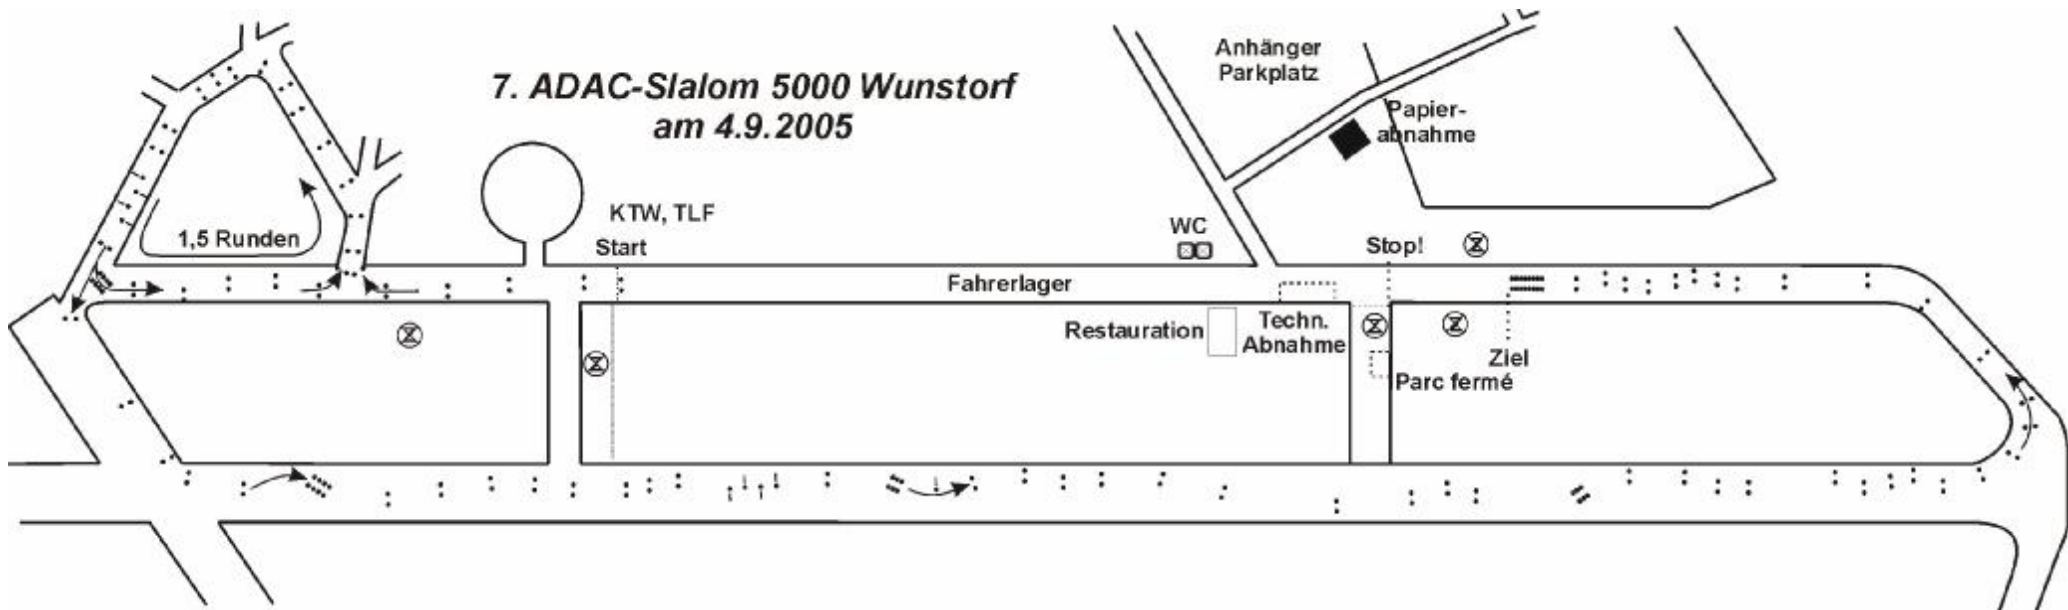 7. ADAC-Slalom 5000 Wunstorf
am 4.9.2005
Anhänger
Parkplatz
Papier-
abnahme
KTW, TLF
Start
1,5 Runden
WC
Stop!
Fahrerlager
Restauration
Techn.
Abnahme
Ziel
Parc fermé